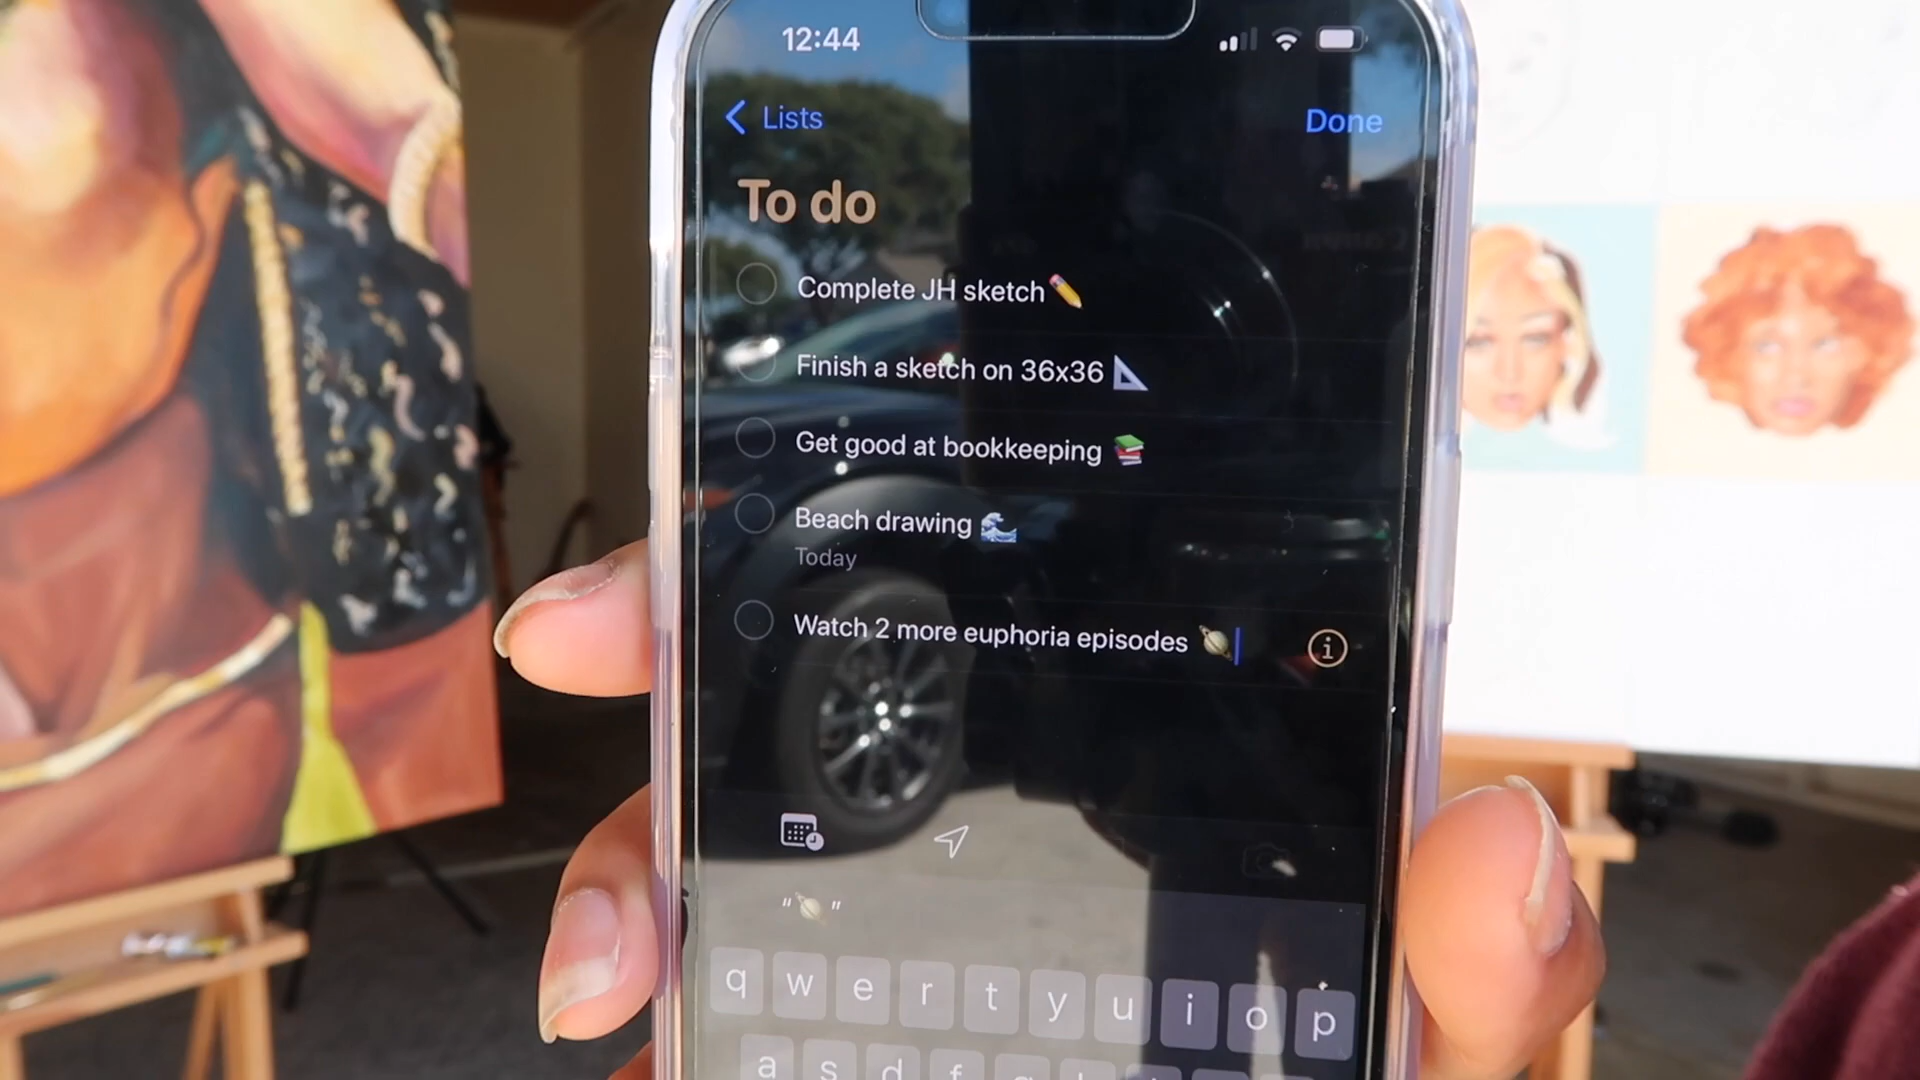 12:44
Lists
Done
To do
Complete JH sketch✏️
Finish a sketch on 36x36 📐
Get good at bookkeeping 📚
Beach drawing 🌊
Today
Watch 2 more euphoria episodes 🪐
"🪐"
q w e r t y u i o p
a s d f